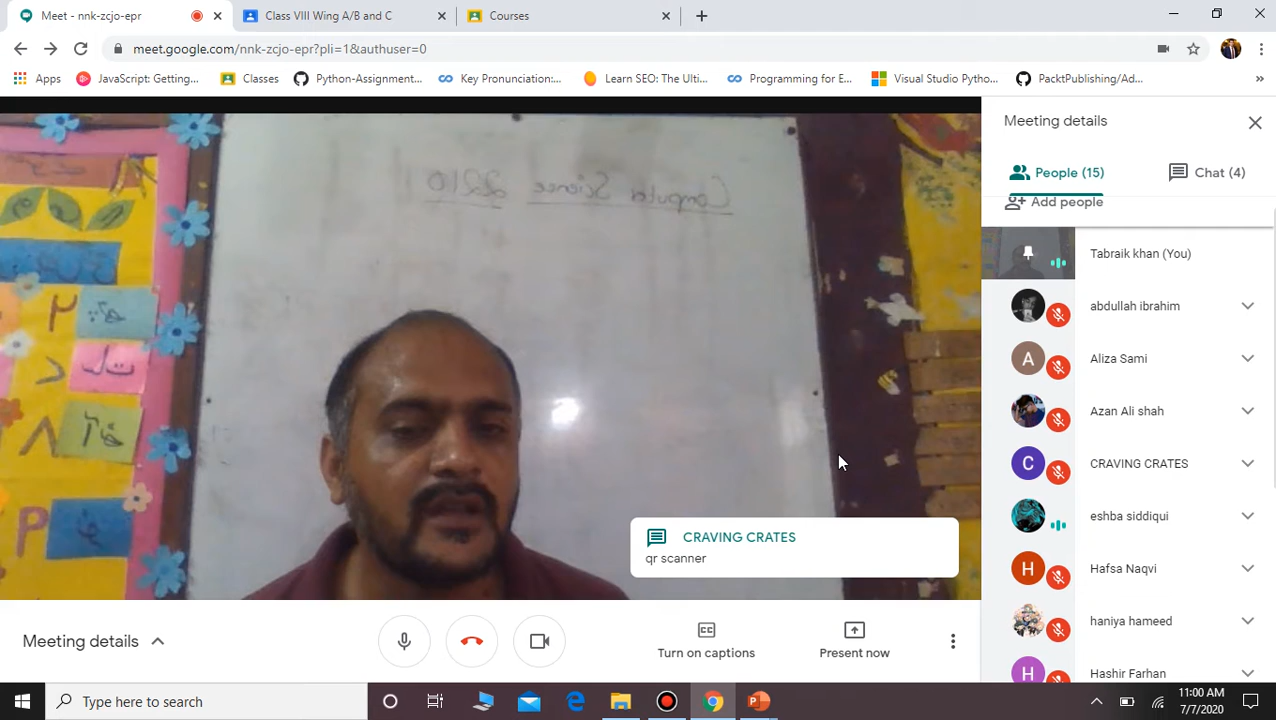 Meet - nnk-zcjo-epr
Class VIII Wing A/B and C
Courses
meet.google.com/nnk-zcjo-epr?pli=1&authuser=0
Apps
JavaScript: Getting...
Classes
Python-Assignment...
Key Pronunciation:...
Learn SEO: The Ulti...
Programming for E...
Visual Studio Pytho...
PacktPublishing/Ad...
Computer Science 2210
Meeting details
People (15)
Chat (4)
Add people
Tabraik khan (You)
abdullah ibrahim
Aliza Sami
A
Azan Ali shah
CRAVING CRATES
C
eshba siddiqui
Hafsa Naqvi
H
haniya hameed
Hashir Farhan
H
CRAVING CRATES
qr scanner
Meeting details
Turn on captions
Present now
Type here to search
11:00 AM
7/7/2020